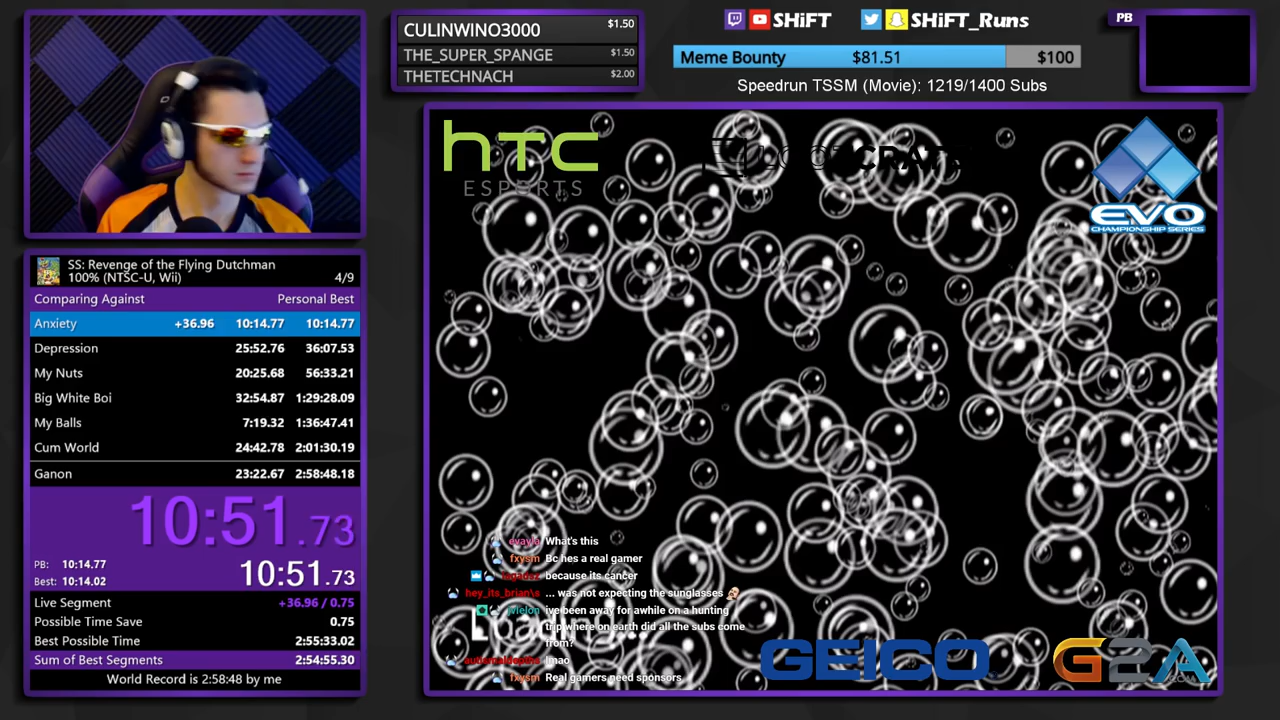 CULINWINO3000 $1.50
THE_SUPER_SPANGE $1.50
THETECHNACH $2.00
SHiFT SHiFT_Runs
Meme Bounty $81.51 $100
Speedrun TSSM (Movie): 1219/1400 Subs
PB
SS: Revenge of the Flying Dutchman
100% (NTSC-U, Wii) 4/9
Comparing Against Personal Best
Anxiety +36.96 10:14.77 10:14.77
Depression 25:52.76 36:07.53
My Nuts 20:25.68 56:33.21
Big White Boi 32:54.87 1:29:28.09
My Balls 7:19.32 1:36:47.41
Cum World 24:42.78 2:01:30.19
Ganon 23:22.67 2:58:48.18
10:51.73
PB: 10:14.77
Best: 10:14.02
10:51.73
Live Segment +36.96 / 0.75
Possible Time Save 0.75
Best Possible Time 2:55:33.02
Sum of Best Segments 2:54:55.30
World Record is 2:58:48 by me
hTC
ESPORTS
LOOT CRATE
EVO
CHAMPIONSHIP SERIES
What's this
fxysm Bc hes a real gamer
because its cancer
hey_its_brian\s ... was not expecting the sunglasses
ive been away for awhile on a hunting
trip where on earth did all the subs come
from?
lmao
fxysm Real gamers need sponsors
Loading
GEICO
G2A
.COM